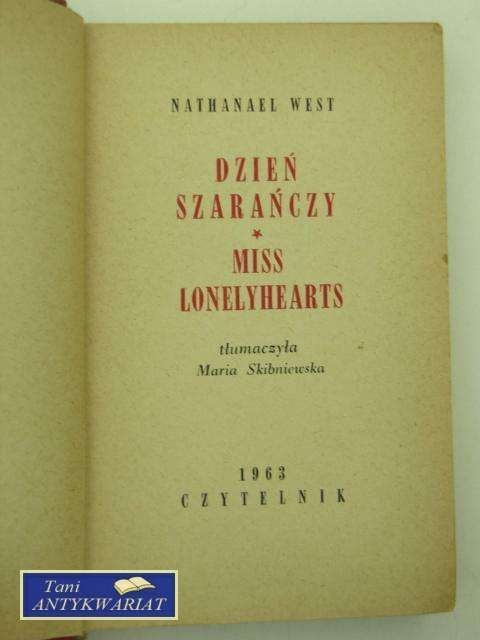 NATHANAEL WEST
DZIEŃ
SZARAŃCZY
*
MISS
LONELYHEARTS
tłumaczyła
Maria Skibniewska
1963
CZYTELNIK
Tani
ANTYKWARIAT